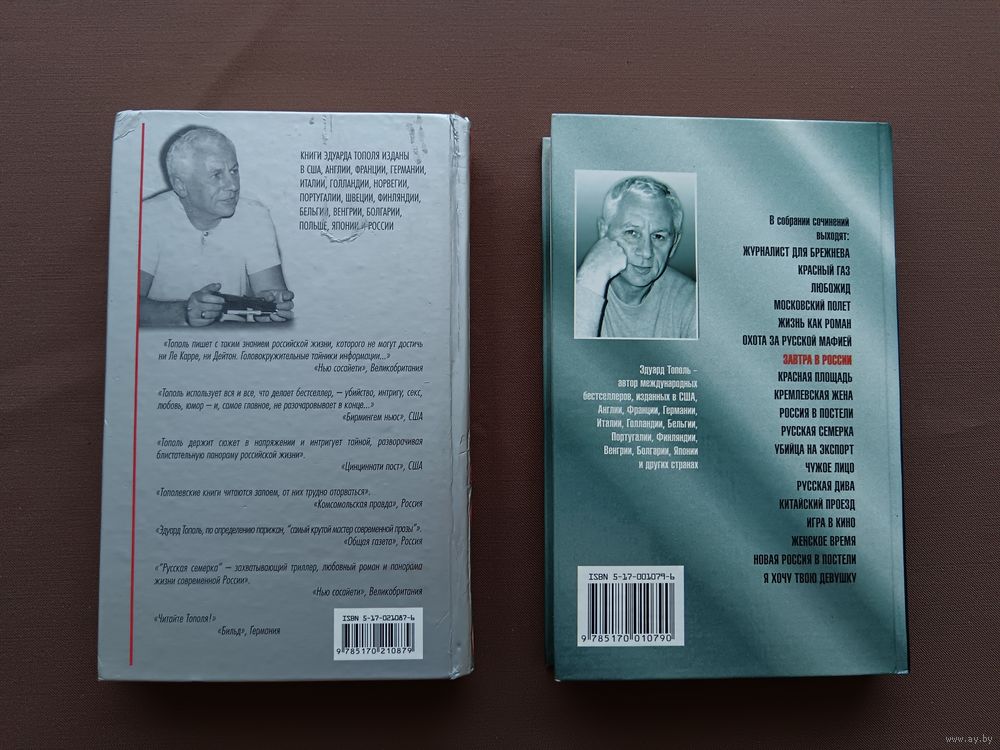 КНИГИ ЭДУАРДА ТОПОЛЯ ИЗДАНЫ
В США, АНГЛИИ, ФРАНЦИИ, ГЕРМАНИИ,
ИТАЛИИ, ГОЛЛАНДИИ, НОРВЕГИИ,
ПОРТУГАЛИИ, ШВЕЦИИ, ФИНЛЯНДИИ,
БЕЛЬГИИ, ВЕНГРИИ, БОЛГАРИИ,
ПОЛЬШЕ, ЯПОНИИ И РОССИИ
«Тополь пишет с таким знанием российской жизни, которого не могут достичь
ни Ле Карре, ни Дейтон. Головокружительные тайники информации...»
«Нью сосайети», Великобритания
«Тополь использует вся и все, что делает бестселлер, – убийство, интригу, секс,
любовь, юмор – и, самое главное, не разочаровывает в конце...»
«Бирмингем ньюс», США
«Тополь держит сюжет в напряжении и интригует тайной, разворачивая
блистательную панораму российской жизни».
«Цинциннати пост», США
«Тополевские книги читаются запоем, от них трудно оторваться».
«Комсомольская правда», Россия
«Эдуард Тополь, по определению парижан, "самый крутой мастер современной прозы"».
«Общая газета», Россия
«"Русская семерка" – захватывающий триллер, любовный роман и панорама
жизни современной России».
«Нью сосайети», Великобритания
«Читайте Тополя!»
«Бильд», Германия
ISBN 5-17-021087-6
9 785170 210879
В собрании сочинений
выходят:
ЖУРНАЛИСТ ДЛЯ БРЕЖНЕВА
КРАСНЫЙ ГАЗ
ЛЮБОЖИД
МОСКОВСКИЙ ПОЛЕТ
ЖИЗНЬ КАК РОМАН
ОХОТА ЗА РУССКОЙ МАФИЕЙ
ЗАВТРА В РОССИИ
КРАСНАЯ ПЛОЩАДЬ
КРЕМЛЕВСКАЯ ЖЕНА
РОССИЯ В ПОСТЕЛИ
РУССКАЯ СЕМЕРКА
УБИЙЦА НА ЭКСПОРТ
ЧУЖОЕ ЛИЦО
РУССКАЯ ДИВА
КИТАЙСКИЙ ПРОЕЗД
ИГРА В КИНО
ЖЕНСКОЕ ВРЕМЯ
НОВАЯ РОССИЯ В ПОСТЕЛИ
Я ХОЧУ ТВОЮ ДЕВУШКУ
Эдуард Тополь –
автор международных
бестселлеров, изданных в США,
Англии, Франции, Германии,
Италии, Голландии, Бельгии,
Португалии, Финляндии,
Венгрии, Болгарии, Японии
и других странах
ISBN 5-17-001079-6
9 785170 010790
www.ay.by